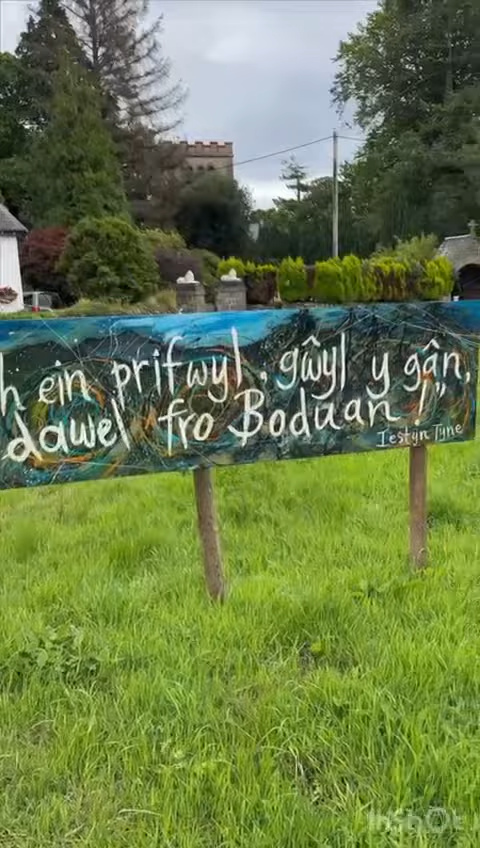 h ein prifwyl, gŵyl y gân,
dawel fro Boduan!"
Iestyn Tyne
InShOt